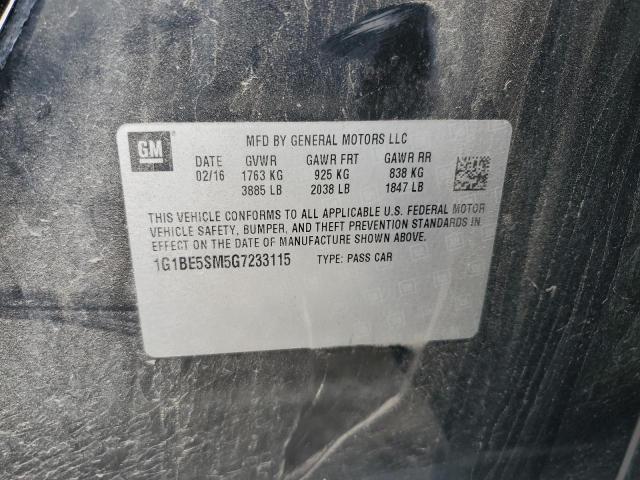 GM
MFD BY GENERAL MOTORS LLC
DATE GVWR GAWR FRT GAWR RR
02/16 1763 KG 925 KG 838 KG
3885 LB 2038 LB 1847 LB
THIS VEHICLE CONFORMS TO ALL APPLICABLE U.S. FEDERAL MOTOR
VEHICLE SAFETY, BUMPER, AND THEFT PREVENTION STANDARDS IN
EFFECT ON THE DATE OF MANUFACTURE SHOWN ABOVE.
1G1BE5SM5G7233115 TYPE: PASS CAR